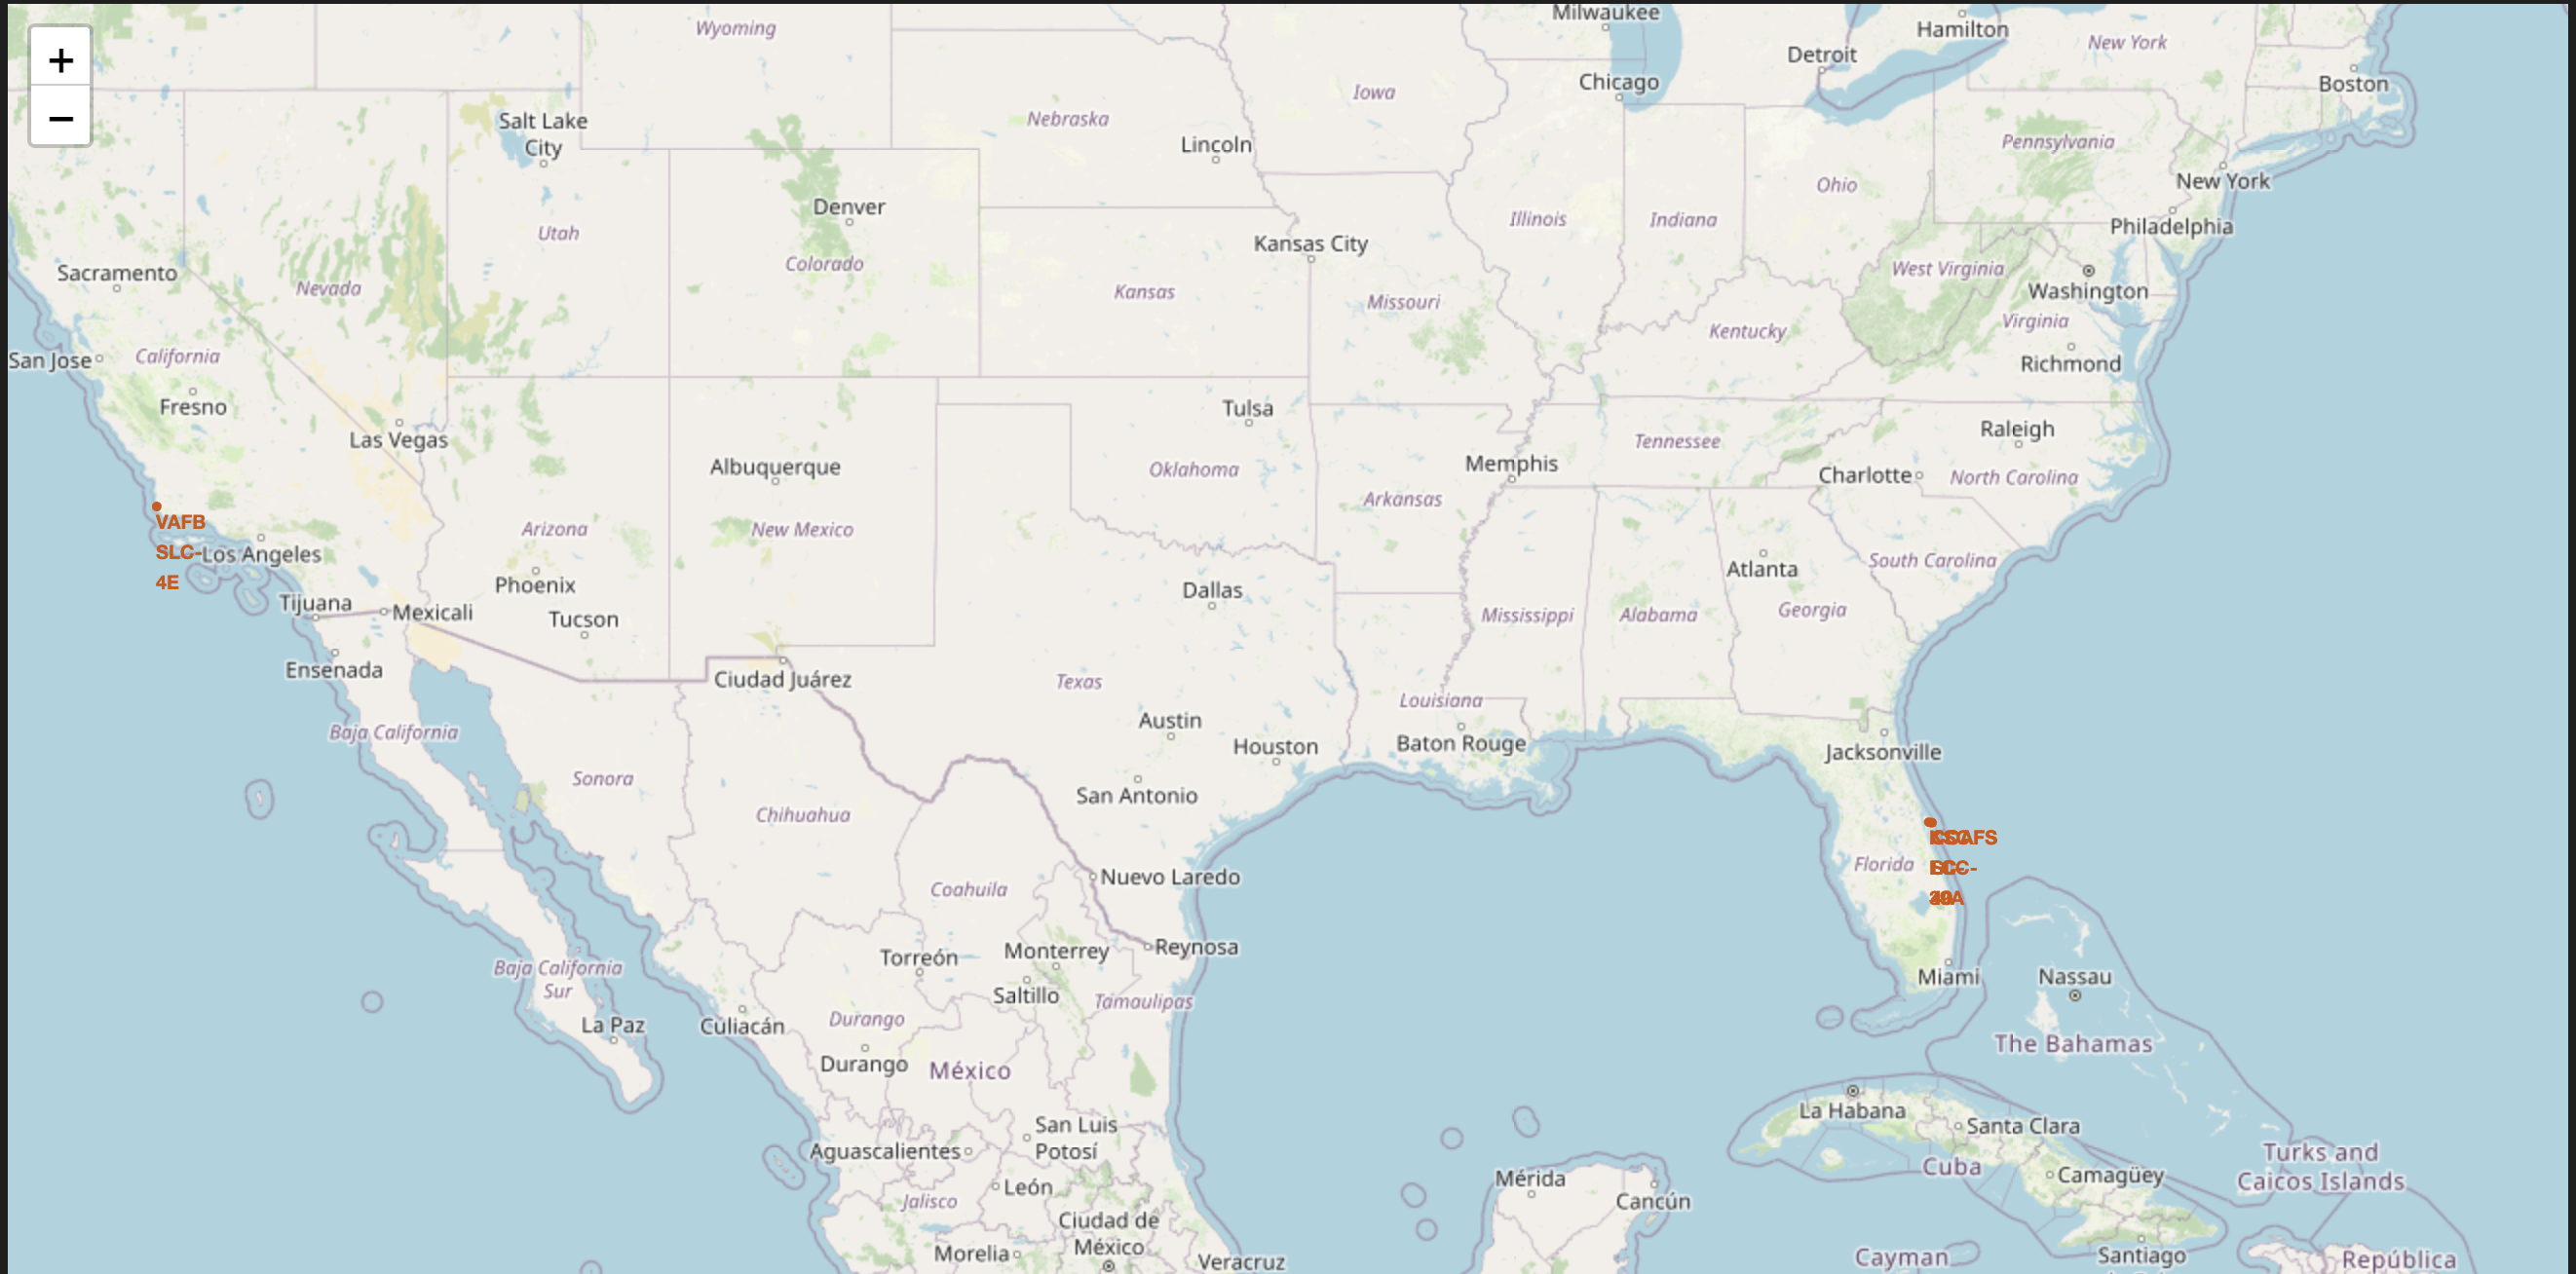 +
−
Wyoming
Milwaukee
Hamilton
New York
Detroit
Chicago
Boston
Iowa
Salt Lake
City
Nebraska
Lincoln
Pennsylvania
New York
Ohio
Denver
Utah
Illinois
Indiana
Philadelphia
Kansas City
Colorado
Sacramento
Nevada
West Virginia
Washington
Kansas
Missouri
Virginia
Kentucky
San Jose
California
Richmond
Fresno
Tulsa
Las Vegas
Raleigh
Tennessee
Albuquerque
Oklahoma
Memphis
Charlotte
North Carolina
Arkansas
VAFB
SLC-
4E
Los Angeles
Arizona
New Mexico
South Carolina
Atlanta
Phoenix
Dallas
Tijuana
Mexicali
Tucson
Mississippi
Alabama
Georgia
Ensenada
Ciudad Juárez
Texas
Louisiana
Austin
Baja California
Houston
Baton Rouge
Jacksonville
Sonora
San Antonio
Chihuahua
Florida
Nuevo Laredo
Coahuila
Reynosa
Monterrey
Torreón
Baja California
Sur
Saltillo
Tamaulipas
Miami
Nassau
La Paz
Culiacán
Durango
Durango
México
The Bahamas
La Habana
San Luis
Potosí
Santa Clara
Aguascalientes
Turks and
Caicos Islands
Cuba
Camagüey
Mérida
León
Jalisco
Cancún
Ciudad de
México
Morelia
Veracruz
Cayman
Santiago
República